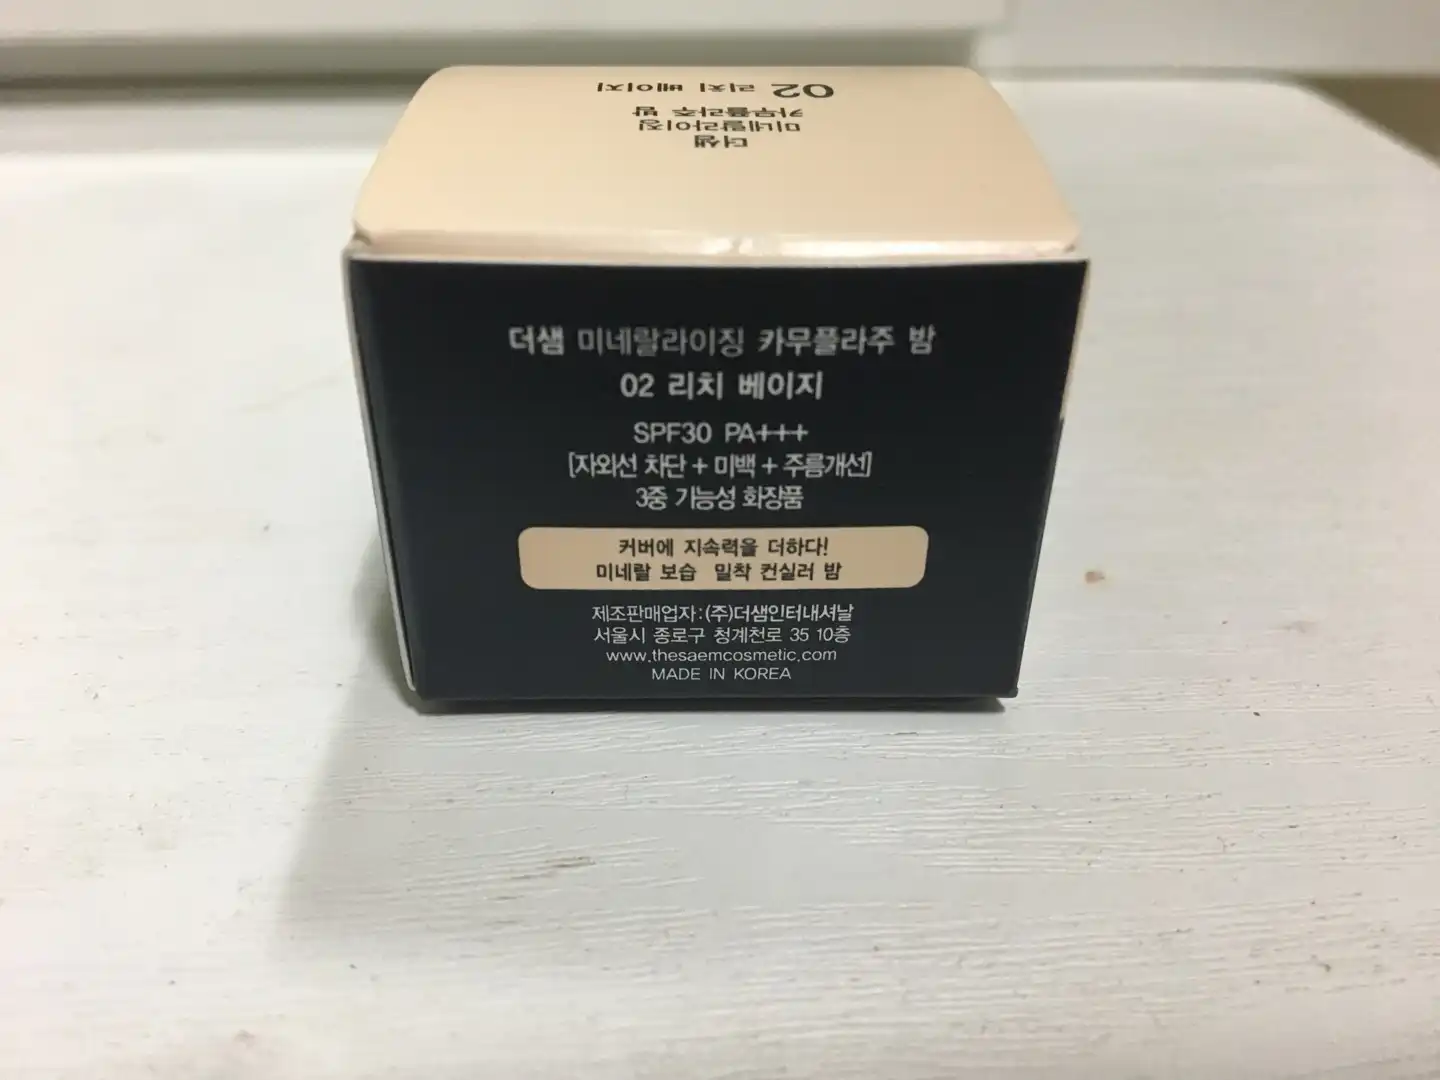 02 리치 베이지
카무플라주 밤
미네랄라이징
더샘
더샘 미네랄라이징 카무플라주 밤
02 리치 베이지
SPF30 PA+++
[자외선 차단 + 미백 + 주름개선]
3중 기능성 화장품
커버에 지속력을 더하다!
미네랄 보습 밀착 컨실러 밤
제조판매업자:(주)더샘인터내셔날
서울시 종로구 청계천로 35 10층
www.thesaemcosmetic.com
MADE IN KOREA